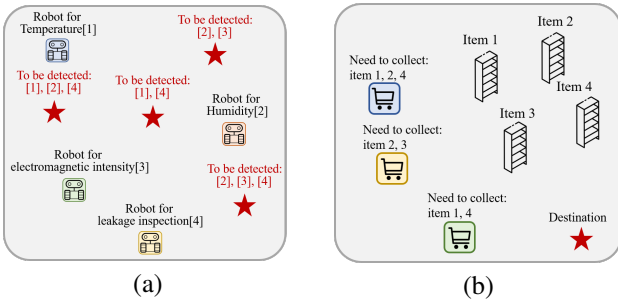 Robot for
Temperature[1]
To be detected:
[2], [3]
To be detected:
[1], [2], [4]
To be detected:
[1], [4]
Robot for
Humidity[2]
Robot for
electromagnetic intensity[3]
To be detected:
[2], [3], [4]
Robot for
leakage inspection[4]
(a)
Item 2
Item 1
Need to collect:
item 1, 2, 4
Item 4
Item 3
Need to collect:
item 2, 3
Need to collect:
item 1, 4
Destination
(b)